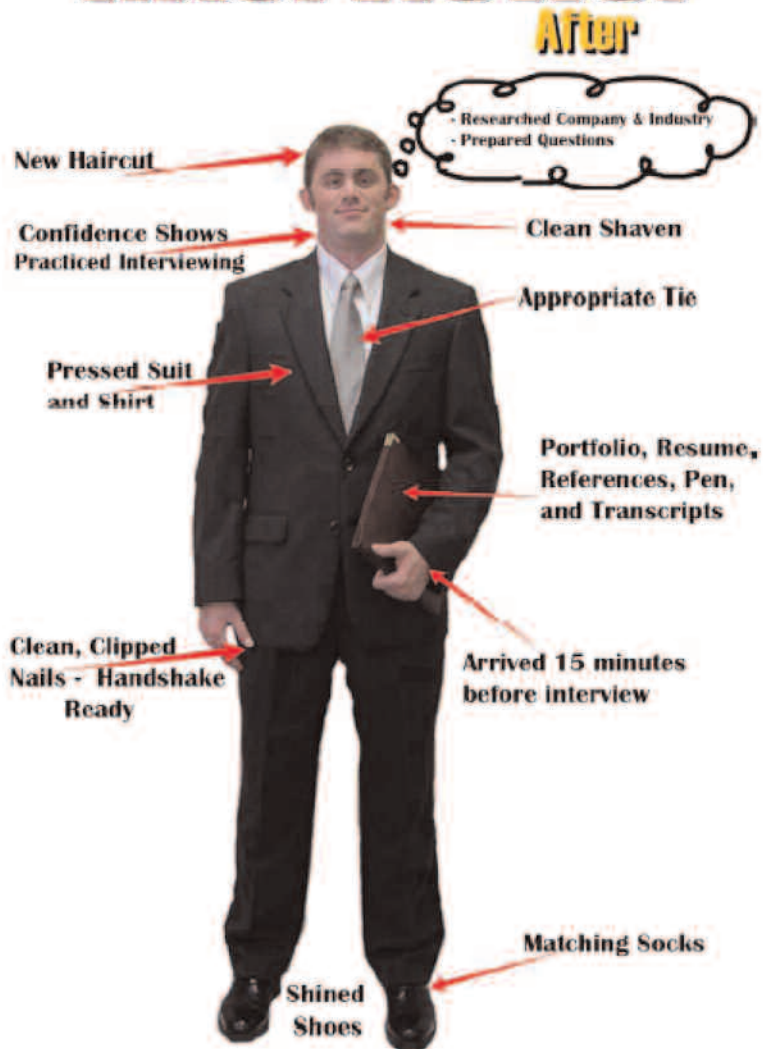 After
- Researched Company & Industry
- Prepared Questions
New Haircut
Confidence Shows
Practiced Interviewing
Clean Shaven
Appropriate Tie
Pressed Suit
and Shirt
Portfolio, Resume,
References, Pen,
and Transcripts
Clean, Clipped
Nails - Handshake
Ready
Arrived 15 minutes
before interview
Matching Socks
Shined
Shoes